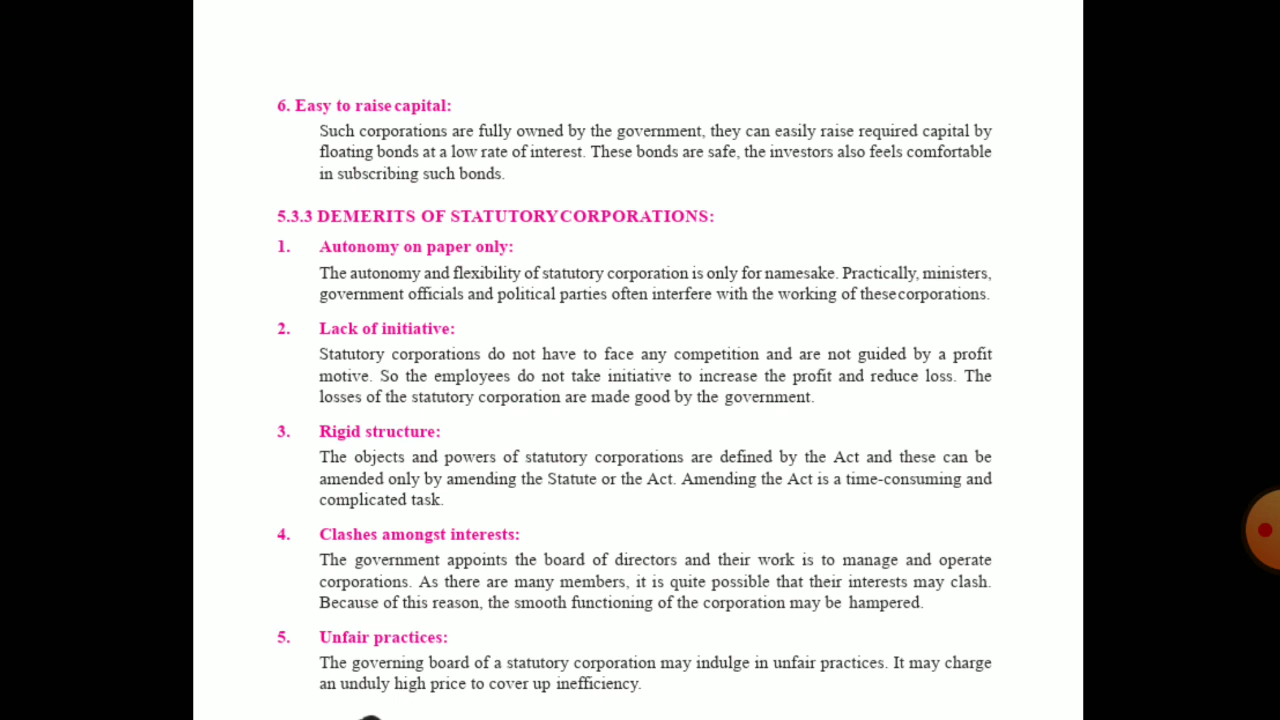 6. Easy to raise capital:
Such corporations are fully owned by the government, they can easily raise required capital by
floating bonds at a low rate of interest. These bonds are safe, the investors also feels comfortable
in subscribing such bonds.
5.3.3 DEMERITS OF STATUTORY CORPORATIONS:
1. Autonomy on paper only:
The autonomy and flexibility of statutory corporation is only for namesake. Practically, ministers,
government officials and political parties often interfere with the working of these corporations.
2. Lack of initiative:
Statutory corporations do not have to face any competition and are not guided by a profit
motive. So the employees do not take initiative to increase the profit and reduce loss. The
losses of the statutory corporation are made good by the government.
3. Rigid structure:
The objects and powers of statutory corporations are defined by the Act and these can be
amended only by amending the Statute or the Act. Amending the Act is a time-consuming and
complicated task.
4. Clashes amongst interests:
The government appoints the board of directors and their work is to manage and operate
corporations. As there are many members, it is quite possible that their interests may clash.
Because of this reason, the smooth functioning of the corporation may be hampered.
5. Unfair practices:
The governing board of a statutory corporation may indulge in unfair practices. It may charge
an unduly high price to cover up inefficiency.